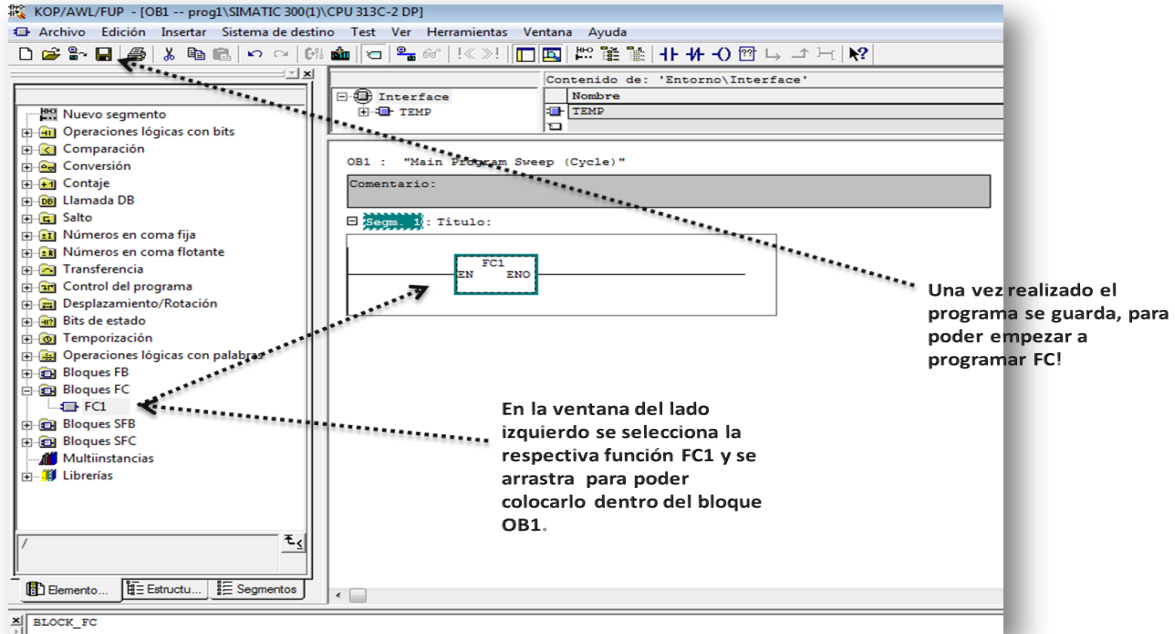 KOP/AWL/FUP - [OB1 -- prog1\SIMATIC 300(1)\CPU 313C-2 DP]
Archivo Edición Insertar Sistema de destino Test Ver Herramientas Ventana Ayuda
Contenido de: 'Entorno\Interface'
Interface
TEMP
Nombre
TEMP
Nuevo segmento
Operaciones lógicas con bits
Comparación
Conversión
Contaje
Llamada DB
Salto
Números en coma fija
Números en coma flotante
Transferencia
Control del programa
Desplazamiento/Rotación
Bits de estado
Temporización
Operaciones lógicas con palabras
Bloques FB
Bloques FC
FC1
Bloques SFB
Bloques SFC
Multiinstancias
Librerías
/
Elemento... Estructu... Segmentos
BLOCK_FC
OB1 : "Main Program Sweep (Cycle)"
Comentario:
Segm. 1: Título:
FC1
EN ENO
Una vez realizado el
programa se guarda, para
poder empezar a
programar FC!
En la ventana del lado
izquierdo se selecciona la
respectiva función FC1 y se
arrastra para poder
colocarlo dentro del bloque
OB1.